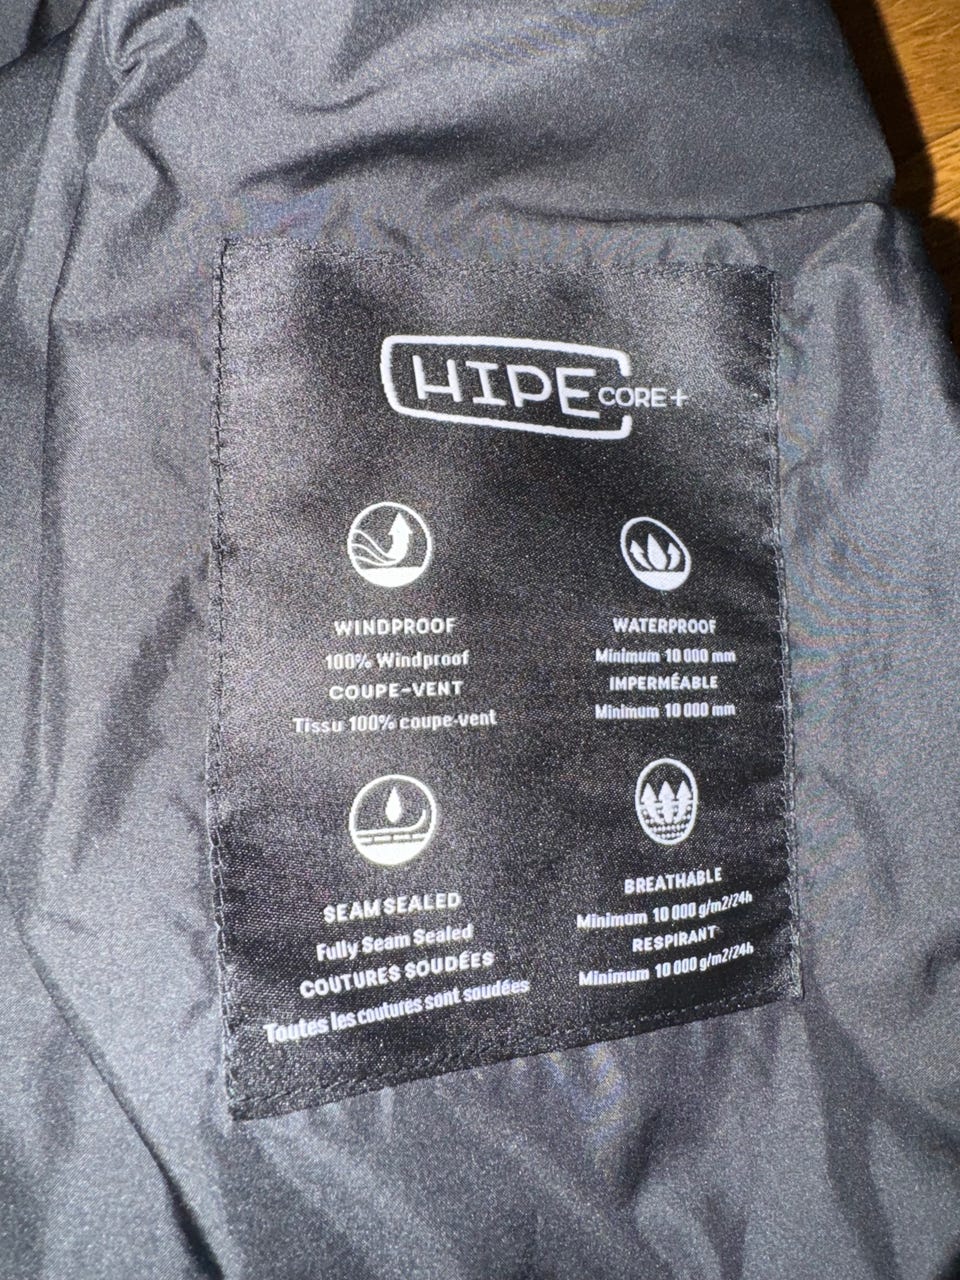 HIPE CORE+
WINDPROOF
100% Windproof
COUPE-VENT
Tissu 100% coupe-vent
WATERPROOF
Minimum 10 000 mm
IMPERMÉABLE
Minimum 10 000 mm
SEAM SEALED
Fully Seam Sealed
COUTURES SOUDÉES
Toutes les coutures sont soudées
BREATHABLE
Minimum 10 000 g/m2/24h
RESPIRANT
Minimum 10 000 g/m2/24h